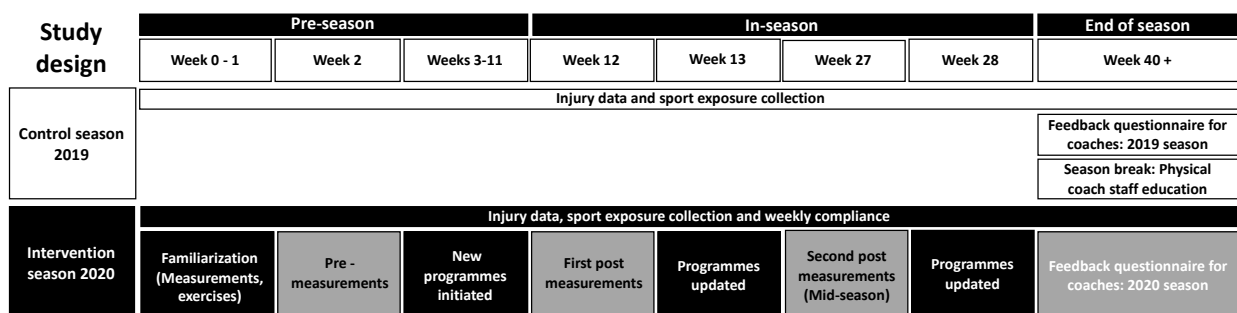 Study
design
Pre-season
In-season
End of season
Week 0 - 1
Week 2
Weeks 3-11
Week 12
Week 13
Week 27
Week 28
Week 40 +
Control season
2019
Injury data and sport exposure collection
Feedback questionnaire for
coaches: 2019 season
Season break: Physical
coach staff education
Intervention
season 2020
Injury data, sport exposure collection and weekly compliance
Familiarization
(Measurements,
exercises)
Pre -
measurements
New
programmes
initiated
First post
measurements
Programmes
updated
Second post
measurements
(Mid-season)
Programmes
updated
Feedback questionnaire for
coaches: 2020 season